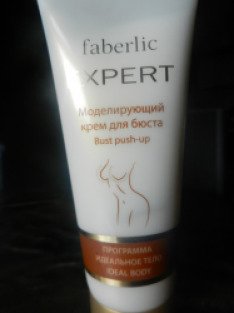 faberlic
EXPERT
Моделирующий
крем для бюста
Bust push-up
ПРОГРАММА
ИДЕАЛЬНОЕ ТЕЛО
IDEAL BODY